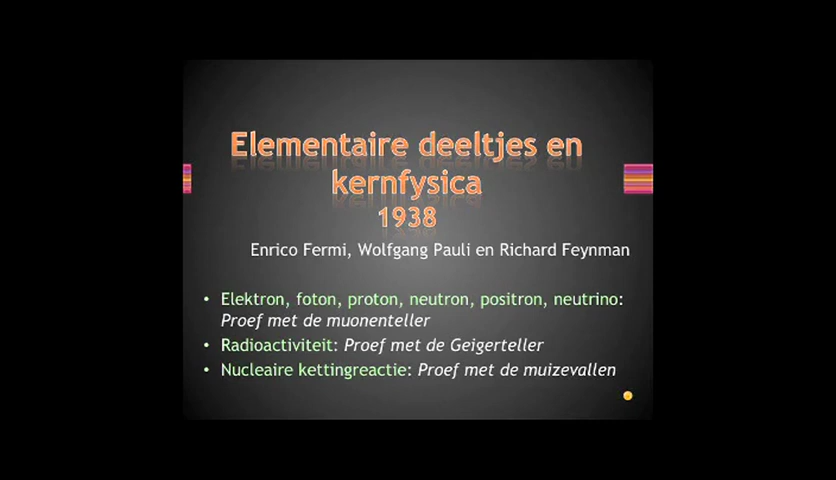 Elementaire deeltjes en
kernfysica
1938
Enrico Fermi, Wolfgang Pauli en Richard Feynman
• Elektron, foton, proton, neutron, positron, neutrino:
Proef met de muonenteller
• Radioactiviteit: Proef met de Geigerteller
• Nucleaire kettingreactie: Proef met de muizevallen